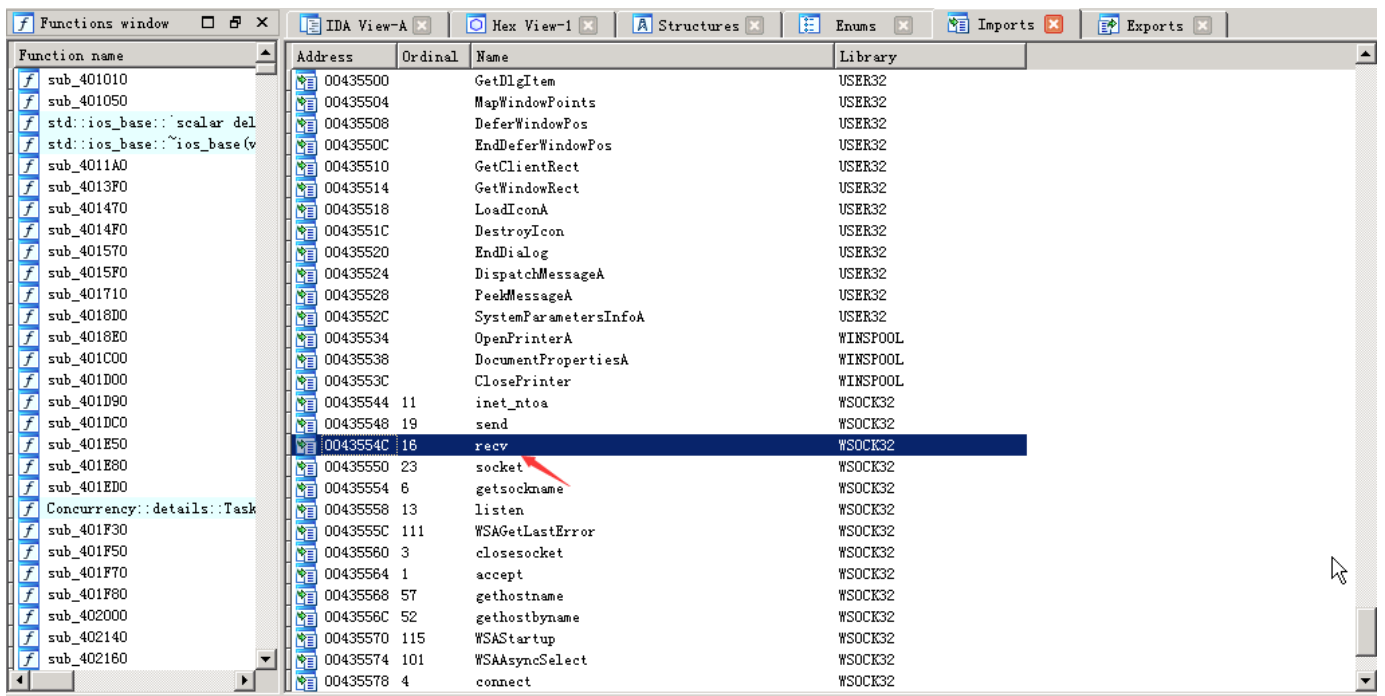 Functions window
IDA View-A Hex View-1 Structures Enums Imports Exports
Function name
sub_401010
sub_401050
std::ios_base::`scalar del
std::ios_base::~ios_base(v
sub_4011A0
sub_4013F0
sub_401470
sub_4014F0
sub_401570
sub_4015F0
sub_401710
sub_4018D0
sub_4018E0
sub_401C00
sub_401D00
sub_401D90
sub_401DC0
sub_401E50
sub_401E80
sub_401ED0
Concurrency::details::Task
sub_401F30
sub_401F50
sub_401F70
sub_401F80
sub_402000
sub_402140
sub_402160
Address Ordinal Name Library
00435500 GetDlgItem USER32
00435504 MapWindowPoints USER32
00435508 DeferWindowPos USER32
0043550C EndDeferWindowPos USER32
00435510 GetClientRect USER32
00435514 GetWindowRect USER32
00435518 LoadIconA USER32
0043551C DestroyIcon USER32
00435520 EndDialog USER32
00435524 DispatchMessageA USER32
00435528 PeekMessageA USER32
0043552C SystemParametersInfoA USER32
00435534 OpenPrinterA WINSPOOL
00435538 DocumentPropertiesA WINSPOOL
0043553C ClosePrinter WINSPOOL
00435544 11 inet_ntoa WSOCK32
00435548 19 send WSOCK32
0043554C 16 recv WSOCK32
00435550 23 socket WSOCK32
00435554 6 getsockname WSOCK32
00435558 13 listen WSOCK32
0043555C 111 WSAGetLastError WSOCK32
00435560 3 closesocket WSOCK32
00435564 1 accept WSOCK32
00435568 57 gethostname WSOCK32
0043556C 52 gethostbyname WSOCK32
00435570 115 WSAStartup WSOCK32
00435574 101 WSAAsyncSelect WSOCK32
00435578 4 connect WSOCK32